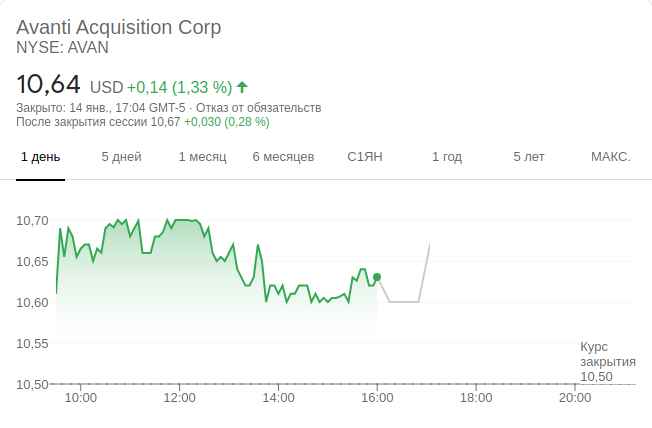 Avanti Acquisition Corp
NYSE: AVAN
10,64 USD +0,14 (1,33 %)
Закрыто: 14 янв., 17:04 GMT-5 · Отказ от обязательств
После закрытия сессии 10,67 +0,030 (0,28 %)
1 день 5 дней 1 месяц 6 месяцев С1ЯН 1 год 5 лет МАКС.
10,70
10,65
10,60
10,55
Курс
закрытия
10,50
10,50
10:00 12:00 14:00 16:00 18:00 20:00